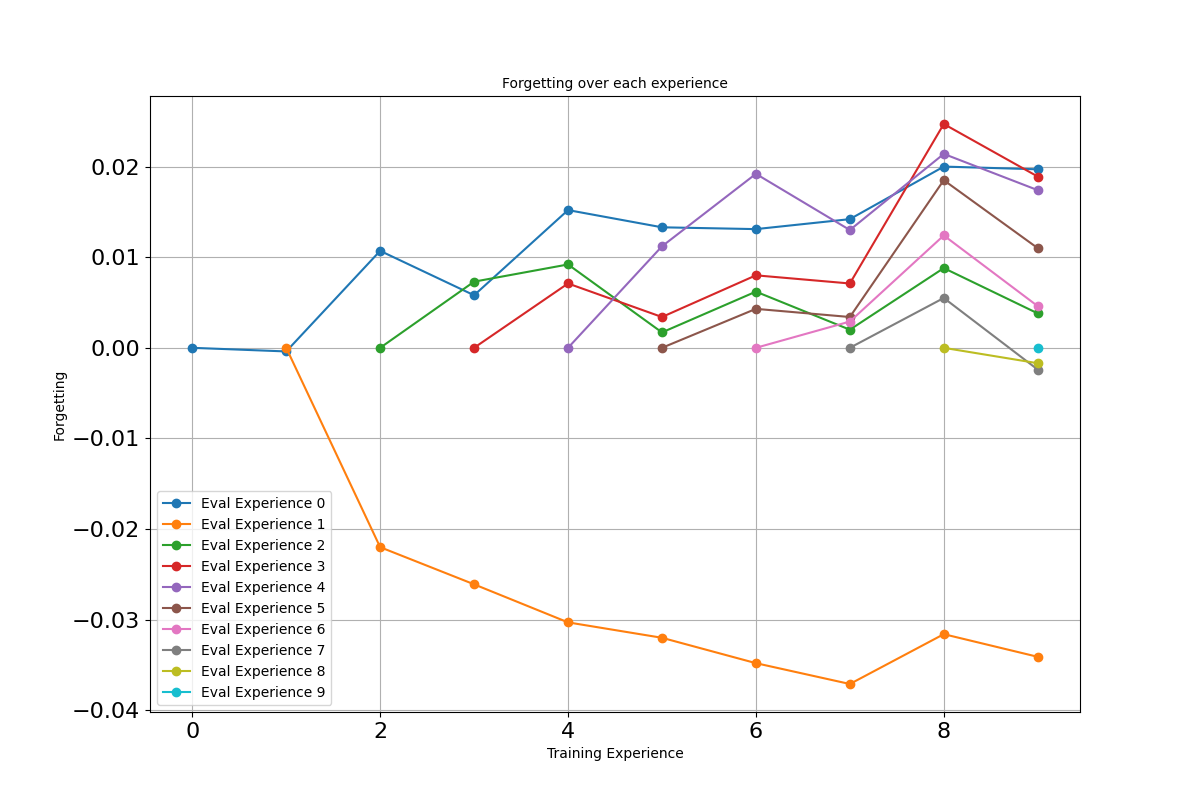 Forgetting over each experience
0.02
0.01
0.00
−0.01
−0.02
−0.03
−0.04
Forgetting
Eval Experience 0
Eval Experience 1
Eval Experience 2
Eval Experience 3
Eval Experience 4
Eval Experience 5
Eval Experience 6
Eval Experience 7
Eval Experience 8
Eval Experience 9
0 2 4 6 8
Training Experience